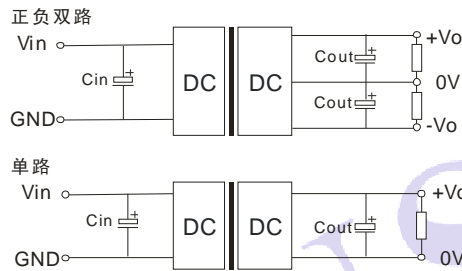 正负双路
Vin
+Vo
Cin
+
Cout
+
DC
DC
0V
Cout
+
GND
-Vo
单路
Vin
+Vo
Cin
+
DC
DC
Cout
+
GND
0V